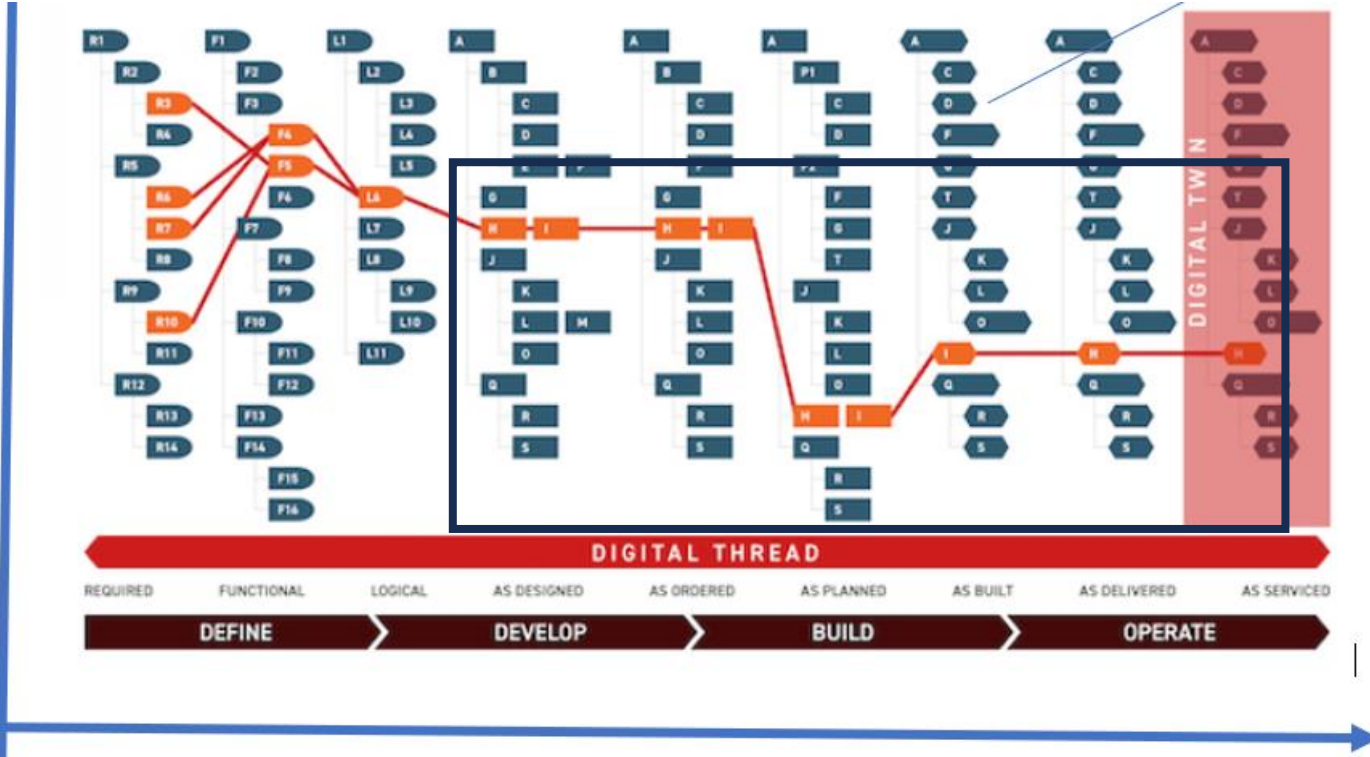 R1 F1 L1 A A A A A A
R2 F2 L2 B B P1 C C C
R3 F3 L3 C C C D D D
R4 F4 L4 D D D F F F
R5 F5 L5
R6 F6 L6 G G F T T T
R7 F7 L7 H I H I G J J J
R8 F8 L8 J J T K K K
R9 F9 L9 K K J L L L
R10 F10 L10 L M L K O O O
R11 F11 L11 O O L I H H
R12 F12 Q Q O Q Q Q
R13 F13 R R H I R R R
R14 F14 S S Q S S S
F15 R
F16 S
DIGITAL TWIN
DIGITAL THREAD
REQUIRED FUNCTIONAL LOGICAL AS DESIGNED AS ORDERED AS PLANNED AS BUILT AS DELIVERED AS SERVICED
DEFINE DEVELOP BUILD OPERATE